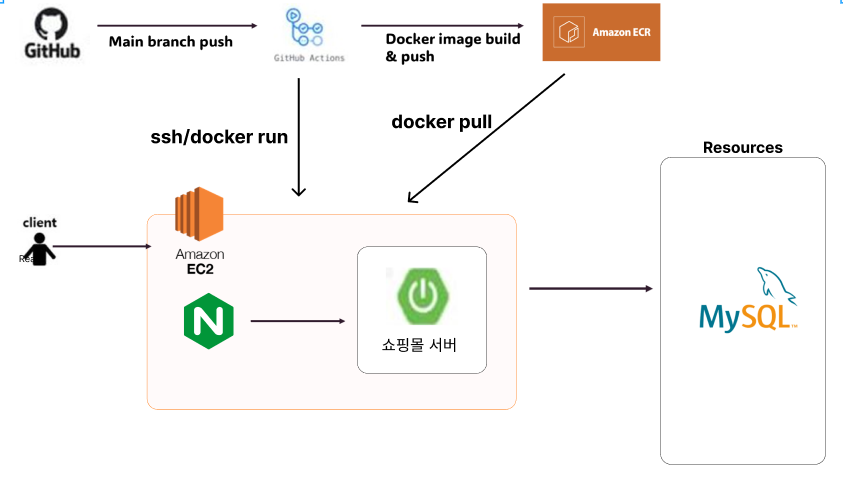 GitHub
Main branch push
GitHub Actions
Docker image build
& push
Amazon ECR
ssh/docker run
docker pull
Resources
client
Amazon
EC2
쇼핑몰 서버
MySQL